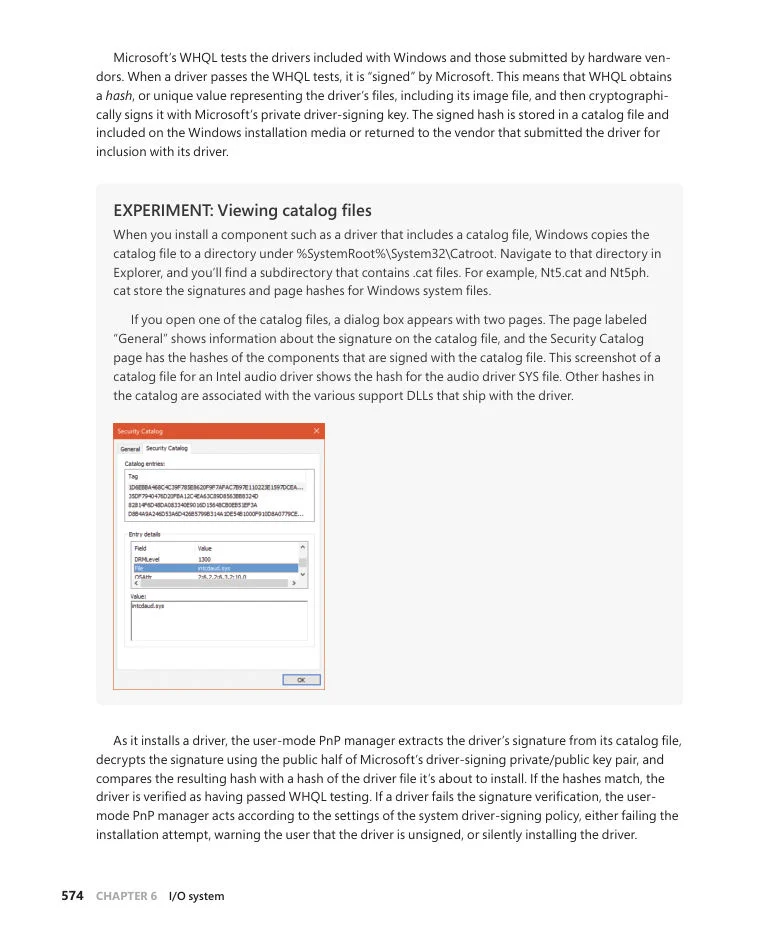 Microsoft’s WHQL tests the drivers included with Windows and those submitted by hardware ven-
dors. When a driver passes the WHQL tests, it is “signed” by Microsoft. This means that WHQL obtains
a hash, or unique value representing the driver’s files, including its image file, and then cryptographi-
cally signs it with Microsoft’s private driver-signing key. The signed hash is stored in a catalog file and
included on the Windows installation media or returned to the vendor that submitted the driver for
inclusion with its driver.
EXPERIMENT: Viewing catalog files
When you install a component such as a driver that includes a catalog file, Windows copies the
catalog file to a directory under %SystemRoot%\System32\Catroot. Navigate to that directory in
Explorer, and you’ll find a subdirectory that contains .cat files. For example, Nt5.cat and Nt5ph.
cat store the signatures and page hashes for Windows system files.
If you open one of the catalog files, a dialog box appears with two pages. The page labeled
“General” shows information about the signature on the catalog file, and the Security Catalog
page has the hashes of the components that are signed with the catalog file. This screenshot of a
catalog file for an Intel audio driver shows the hash for the audio driver SYS file. Other hashes in
the catalog are associated with the various support DLLs that ship with the driver.
Security Catalog
General Security Catalog
Catalog entries:
Tag
Entry details
Field Value
DRMLevel 1300
File intcdaud.sys
OSAttr 2:6.2,2:6.3,2:10.0
Value:
intcdaud.sys
OK
As it installs a driver, the user-mode PnP manager extracts the driver’s signature from its catalog file,
decrypts the signature using the public half of Microsoft’s driver-signing private/public key pair, and
compares the resulting hash with a hash of the driver file it’s about to install. If the hashes match, the
driver is verified as having passed WHQL testing. If a driver fails the signature verification, the user-
mode PnP manager acts according to the settings of the system driver-signing policy, either failing the
installation attempt, warning the user that the driver is unsigned, or silently installing the driver.
574 CHAPTER 6 I/O system